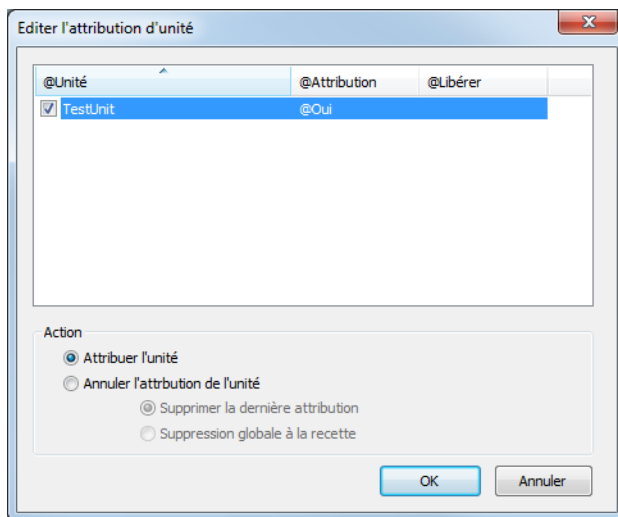 Editer l'attribution d'unité
@Unité @Attribution @Libérer
TestUnit @Oui
Action
Attribuer l'unité
Annuler l'attrbution de l'unité
Supprimer la dernière attribution
Suppression globale à la recette
OK Annuler